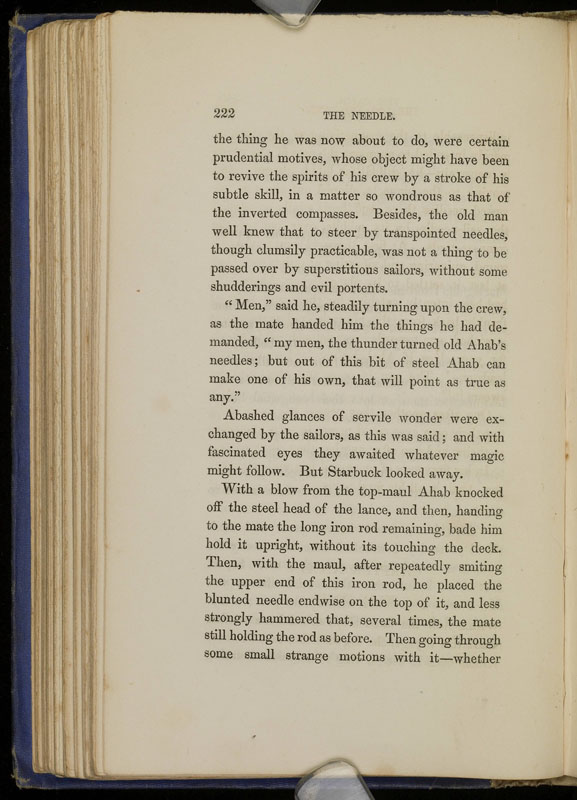 222 THE NEEDLE.
the thing he was now about to do, were certain
prudential motives, whose object might have been
to revive the spirits of his crew by a stroke of his
subtle skill, in a matter so wondrous as that of
the inverted compasses. Besides, the old man
well knew that to steer by transpointed needles,
though clumsily practicable, was not a thing to be
passed over by superstitious sailors, without some
shudderings and evil portents.
“Men,” said he, steadily turning upon the crew,
as the mate handed him the things he had de-
manded, “my men, the thunder turned old Ahab’s
needles; but out of this bit of steel Ahab can
make one of his own, that will point as true as
any.”
Abashed glances of servile wonder were ex-
changed by the sailors, as this was said; and with
fascinated eyes they awaited whatever magic
might follow. But Starbuck looked away.
With a blow from the top-maul Ahab knocked
off the steel head of the lance, and then, handing
to the mate the long iron rod remaining, bade him
hold it upright, without its touching the deck.
Then, with the maul, after repeatedly smiting
the upper end of this iron rod, he placed the
blunted needle endwise on the top of it, and less
strongly hammered that, several times, the mate
still holding the rod as before. Then going through
some small strange motions with it—whether